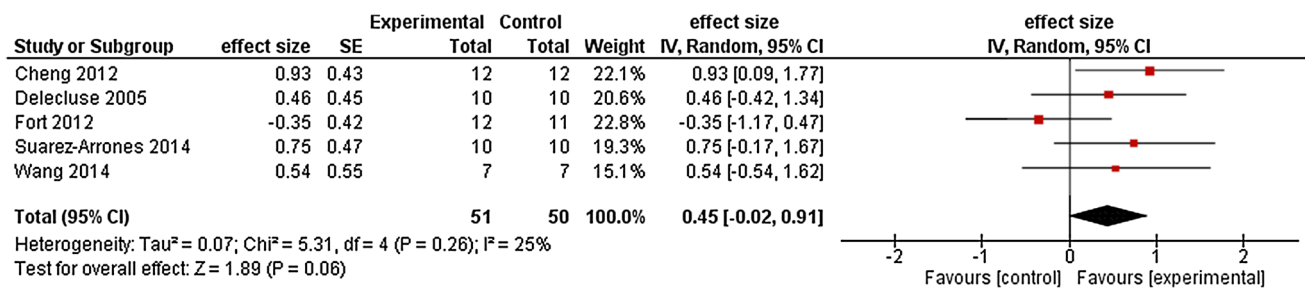 Experimental Control effect size effect size
Study or Subgroup effect size SE Total Total Weight IV, Random, 95% CI IV, Random, 95% CI
Cheng 2012 0.93 0.43 12 12 22.1% 0.93 [0.09, 1.77]
Delecluse 2005 0.46 0.45 10 10 20.6% 0.46 [-0.42, 1.34]
Fort 2012 -0.35 0.42 12 11 22.8% -0.35 [-1.17, 0.47]
Suarez-Arrones 2014 0.75 0.47 10 10 19.3% 0.75 [-0.17, 1.67]
Wang 2014 0.54 0.55 7 7 15.1% 0.54 [-0.54, 1.62]
Total (95% CI) 51 50 100.0% 0.45 [-0.02, 0.91]
Heterogeneity: Tau² = 0.07; Chi² = 5.31, df = 4 (P = 0.26); I² = 25%
Test for overall effect: Z = 1.89 (P = 0.06)
-2 -1 0 1 2
Favours [control] Favours [experimental]